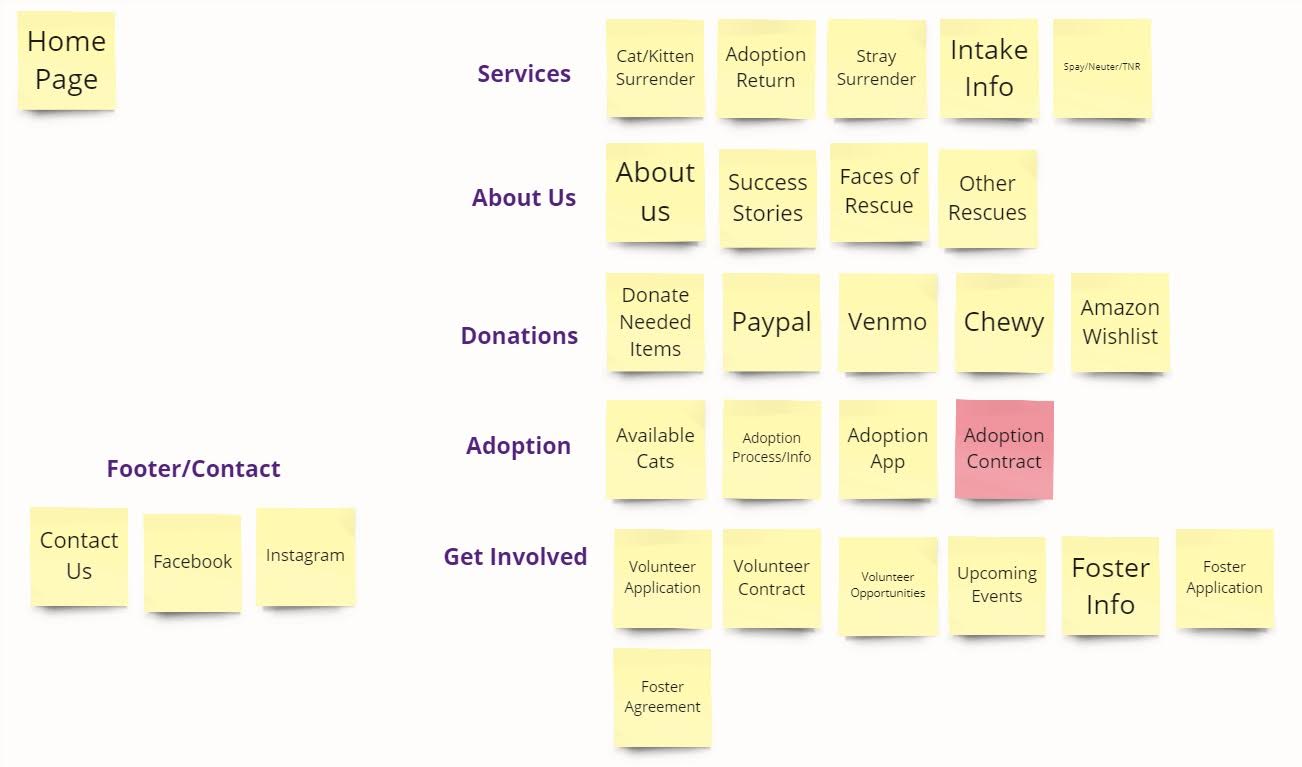 Home
Page
Services
Cat/Kitten
Surrender
Adoption
Return
Stray
Surrender
Intake
Info
Spay/Neuter/TNR
About Us
About
us
Success
Stories
Faces of
Rescue
Other
Rescues
Donations
Donate
Needed
Items
Paypal
Venmo
Chewy
Amazon
Wishlist
Adoption
Available
Cats
Adoption
Process/Info
Adoption
App
Adoption
Contract
Footer/Contact
Contact
Us
Facebook
Instagram
Get Involved
Volunteer
Application
Volunteer
Contract
Volunteer
Opportunities
Upcoming
Events
Foster
Info
Foster
Application
Foster
Agreement